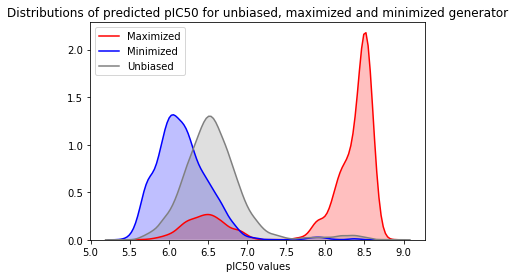 Distributions of predicted pIC50 for unbiased, maximized and minimized generator
Maximized
Minimized
Unbiased
2.0
1.5
1.0
0.5
0.0
5.0 5.5 6.0 6.5 7.0 7.5 8.0 8.5 9.0
pIC50 values